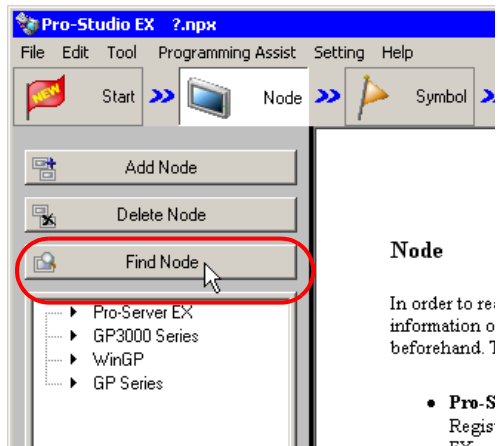 Pro-Studio EX ?.npx
File Edit Tool Programming Assist Setting Help
NEW Start Node Symbol
Add Node
Delete Node
Find Node
Pro-Server EX
GP3000 Series
WinGP
GP Series
Node
In order to
information
beforehand.
Pro-S
Regis
EX